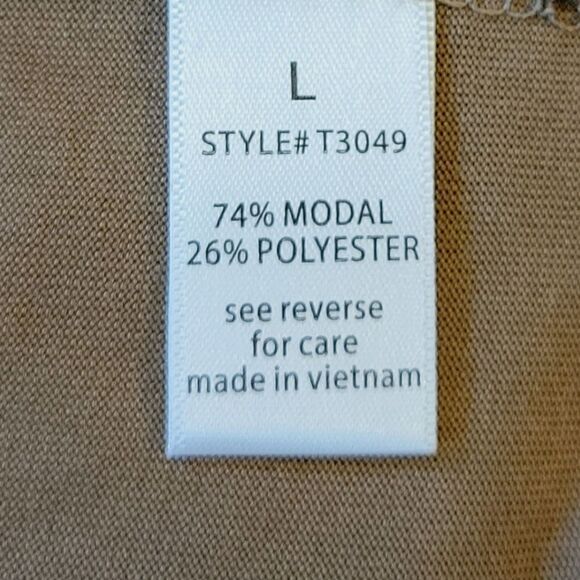 L
STYLE# T3049
74% MODAL
26% POLYESTER
see reverse
for care
made in vietnam